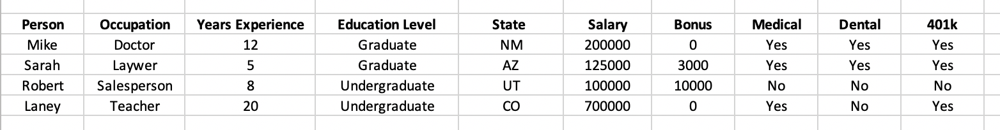 Person Occupation Years Experience Education Level State Salary Bonus Medical Dental 401k
Mike Doctor 12 Graduate NM 200000 0 Yes Yes Yes
Sarah Laywer 5 Graduate AZ 125000 3000 Yes Yes Yes
Robert Salesperson 8 Undergraduate UT 100000 10000 No No No
Laney Teacher 20 Undergraduate CO 700000 0 Yes No Yes